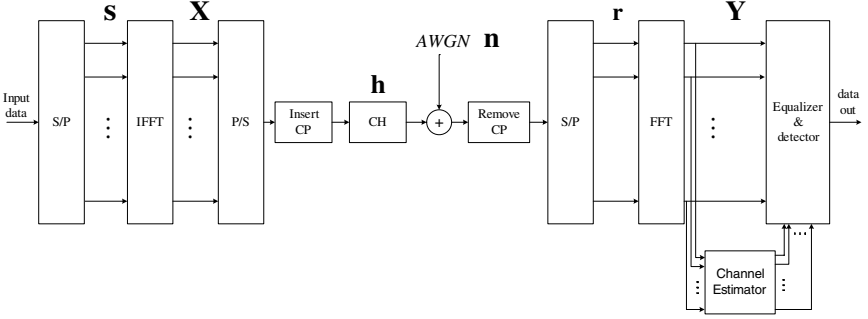 s
X
r
Y
AWGN n
h
Input
data
S/P
IFFT
P/S
Insert
CP
CH
+
Remove
CP
S/P
FFT
Equalizer
&
detector
data
out
Channel
Estimator